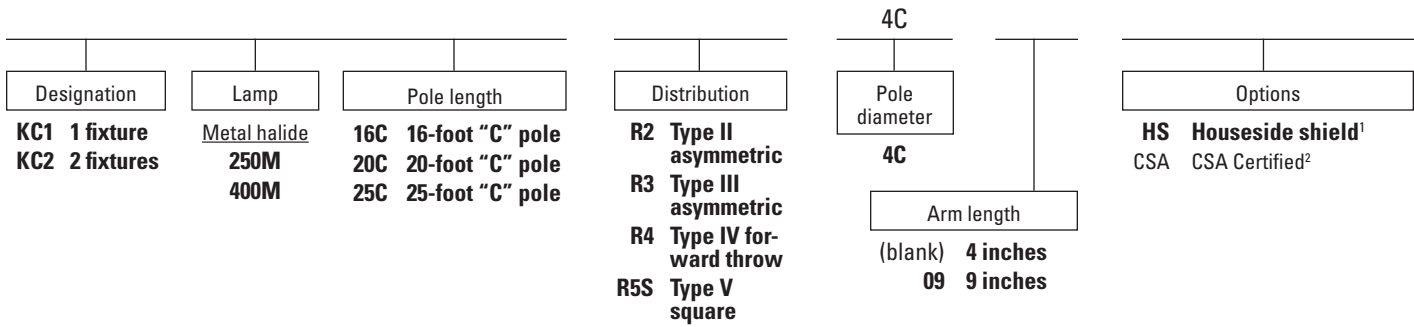 4C
Designation
KC1 1 fixture
KC2 2 fixtures
Lamp
Metal halide
250M
400M
Pole length
16C 16-foot “C” pole
20C 20-foot “C” pole
25C 25-foot “C” pole
Distribution
R2 Type II
asymmetric
R3 Type III
asymmetric
R4 Type IV for-
ward throw
R5S Type V
square
Pole
diameter
4C
Arm length
(blank) 4 inches
09 9 inches
Options
HS Houseside shield1
CSA CSA Certified2